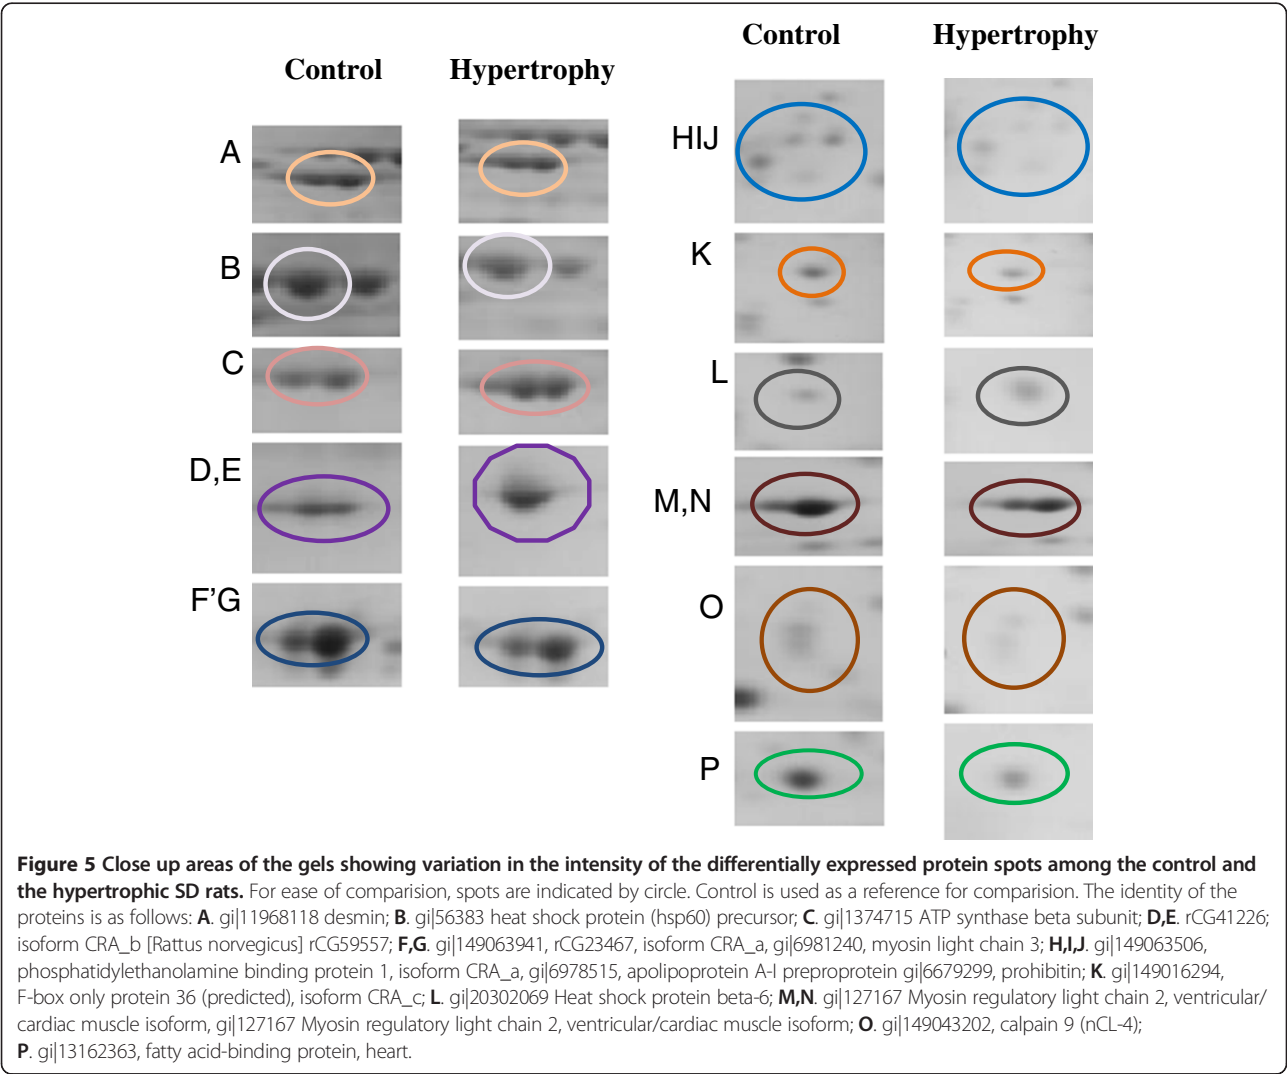 Control
Hypertrophy
A
B
C
D,E
F’G
Control
Hypertrophy
HIJ
K
L
M,N
O
P
Figure 5 Close up areas of the gels showing variation in the intensity of the differentially expressed protein spots among the control and
the hypertrophic SD rats. For ease of comparision, spots are indicated by circle. Control is used as a reference for comparision. The identity of the
proteins is as follows: A. gi|11968118 desmin; B. gi|56383 heat shock protein (hsp60) precursor; C. gi|1374715 ATP synthase beta subunit; D,E. rCG41226;
isoform CRA_b [Rattus norvegicus] rCG59557; F,G. gi|149063941, rCG23467, isoform CRA_a, gi|6981240, myosin light chain 3; H,I,J. gi|149063506,
phosphatidylethanolamine binding protein 1, isoform CRA_a, gi|6978515, apolipoprotein A-I preproprotein gi|6679299, prohibitin; K. gi|149016294,
F-box only protein 36 (predicted), isoform CRA_c; L. gi|20302069 Heat shock protein beta-6; M,N. gi|127167 Myosin regulatory light chain 2, ventricular/
cardiac muscle isoform, gi|127167 Myosin regulatory light chain 2, ventricular/cardiac muscle isoform; O. gi|149043202, calpain 9 (nCL-4);
P. gi|13162363, fatty acid-binding protein, heart.